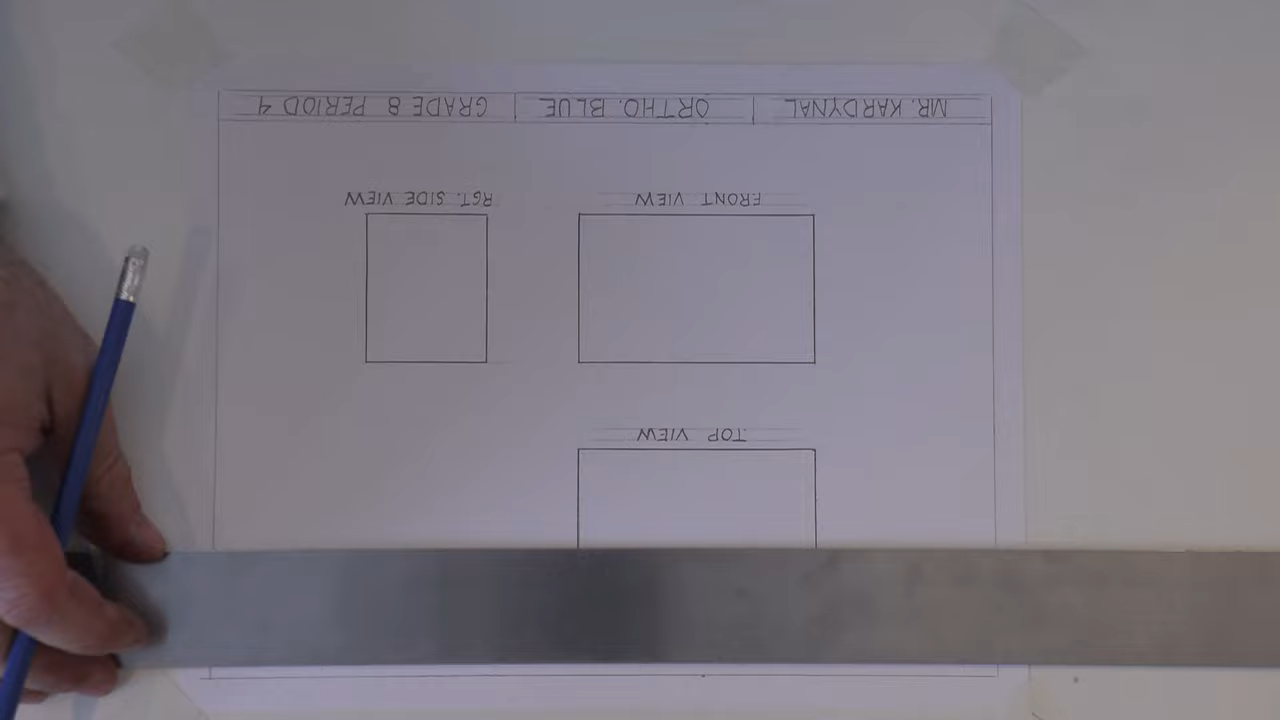 TOP VIEW
FRONT VIEW
RGT. SIDE VIEW
MR. KARDYNAL
ORTHO. BLUE
GRADE 8 PERIOD 4